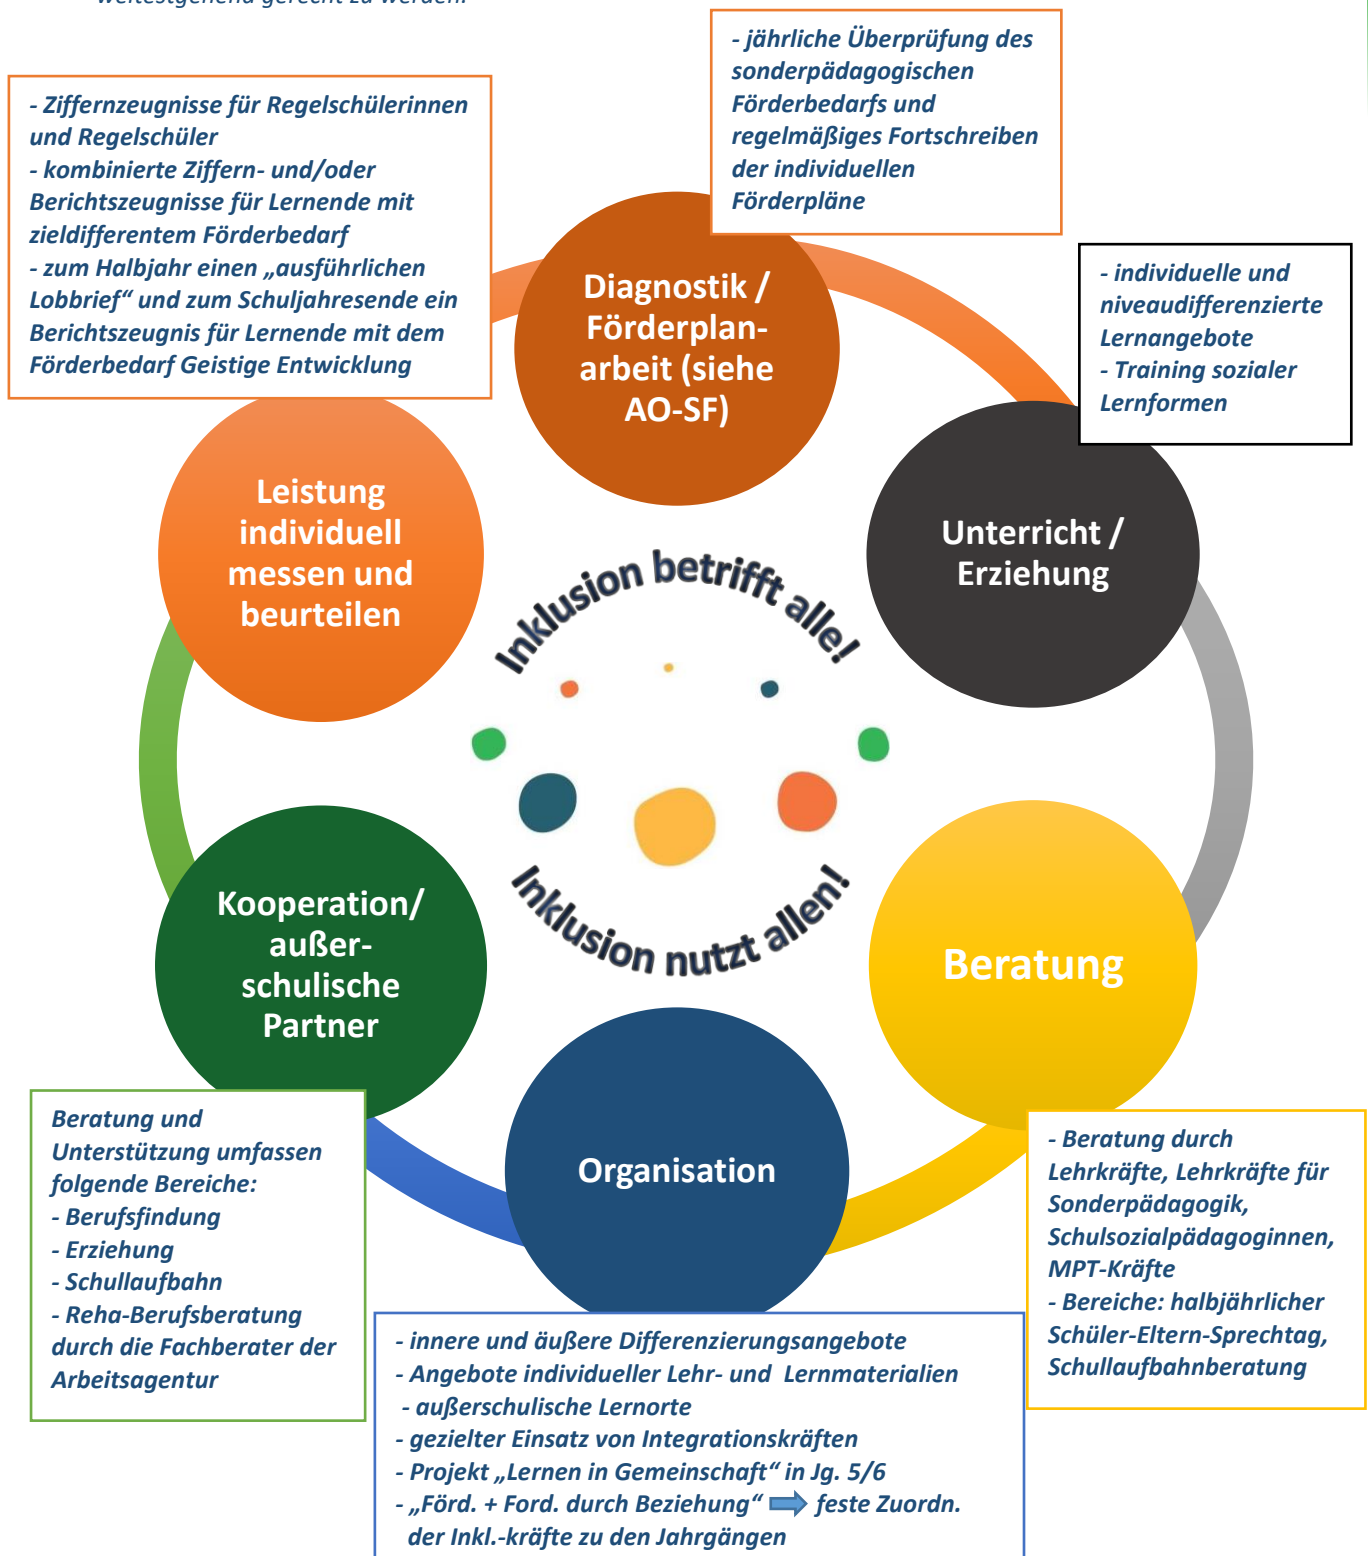 weitestgehend gerecht zu werden.
- jährliche Überprüfung des
sonderpädagogischen
Förderbedarfs und
regelmäßiges Fortschreiben
der individuellen
Förderpläne
- Ziffernzeugnisse für Regelschülerinnen
und Regelschüler
- kombinierte Ziffern- und/oder
Berichtszeugnisse für Lernende mit
zieldifferentem Förderbedarf
- zum Halbjahr einen „ausführlichen
Lobbrief“ und zum Schuljahresende ein
Berichtszeugnis für Lernende mit dem
Förderbedarf Geistige Entwicklung
Diagnostik /
Förderplan-
arbeit (siehe
AO-SF)
- individuelle und
niveaudifferenzierte
Lernangebote
- Training sozialer
Lernformen
Leistung
individuell
messen und
beurteilen
Unterricht /
Erziehung
Inklusion betrifft alle!
Inklusion nutzt allen!
Kooperation/
außer-
schulische
Partner
Beratung
Organisation
Beratung und
Unterstützung umfassen
folgende Bereiche:
- Berufsfindung
- Erziehung
- Schullaufbahn
- Reha-Berufsberatung
durch die Fachberater der
Arbeitsagentur
- Beratung durch
Lehrkräfte, Lehrkräfte für
Sonderpädagogik,
Schulsozialpädagoginnen,
MPT-Kräfte
- Bereiche: halbjährlicher
Schüler-Eltern-Sprechtag,
Schullaufbahnberatung
- innere und äußere Differenzierungsangebote
- Angebote individueller Lehr- und Lernmaterialien
- außerschulische Lernorte
- gezielter Einsatz von Integrationskräften
- Projekt „Lernen in Gemeinschaft“ in Jg. 5/6
- „Förd. + Ford. durch Beziehung“ ➡ feste Zuordn.
der Inkl.-kräfte zu den Jahrgängen